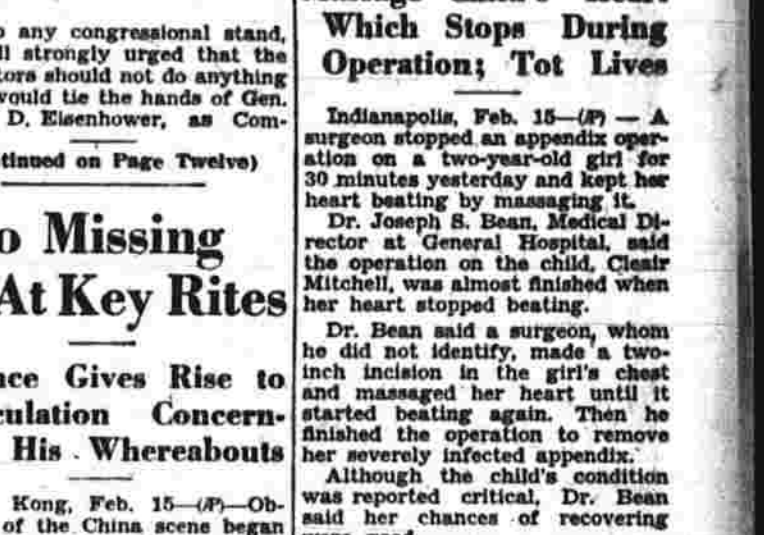 any congressional stand,
strongly urged that the
should not do anything
would tie the hands of Gen.
D. Eisenhower, as Com-
on Page Twelve)
Missing
At Key Rites
Gives Rise to
Concern-
His Whereabouts
Kong, Feb. 15—(AP)—Ob-
of the China scene began
Which Stops During
Operation; Tot Lives
Indianapolis, Feb. 15—(AP) — A
surgeon stopped an appendix oper-
ation on a two-year-old girl for
30 minutes yesterday and kept her
heart beating by massaging it.
Dr. Joseph S. Bean, Medical Di-
rector at General Hospital, said
the operation on the child, Cleair
Mitchell, was almost finished when
her heart stopped beating.
Dr. Bean said a surgeon, whom
he did not identify, made a two-
inch incision in the girl's chest
and massaged her heart until it
started beating again. Then he
finished the operation to remove
her severely infected appendix.
Although the child's condition
was reported critical, Dr. Bean
said her chances of recovering